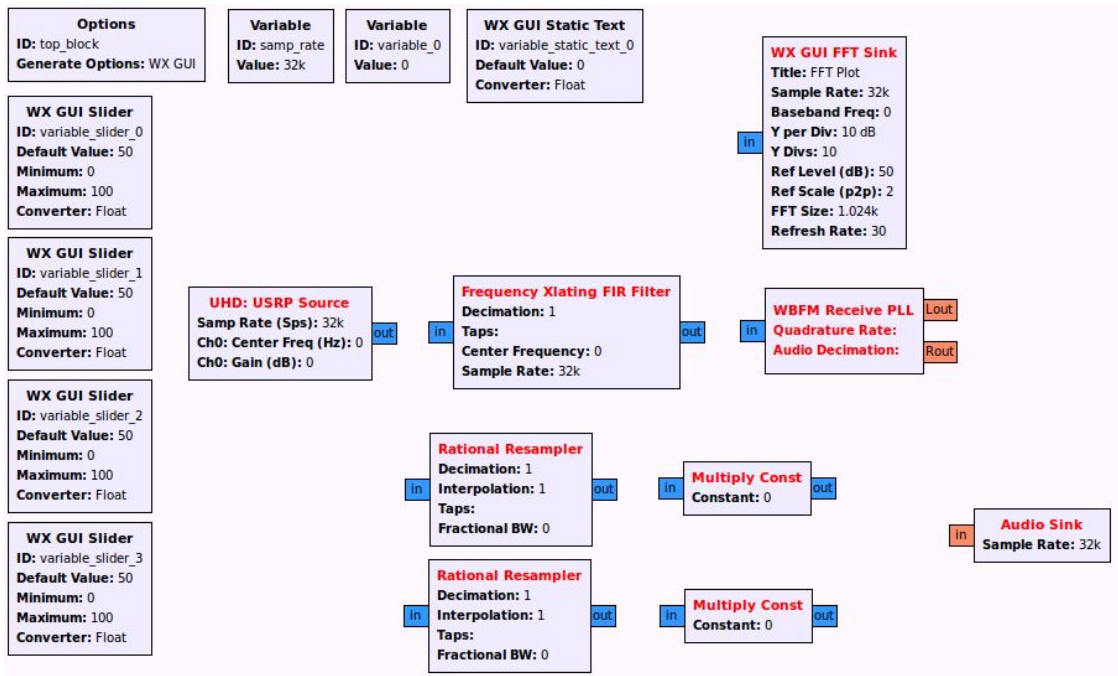 Options
ID: top_block
Generate Options: WX GUI
Variable
ID: samp_rate
Value: 32k
Variable
ID: variable_0
Value: 0
WX GUI Static Text
ID: variable_static_text_0
Default Value: 0
Converter: Float
WX GUI FFT Sink
Title: FFT Plot
Sample Rate: 32k
Baseband Freq: 0
Y per Div: 10 dB
Y Divs: 10
Ref Level (dB): 50
Ref Scale (p2p): 2
FFT Size: 1.024k
Refresh Rate: 30
in
WX GUI Slider
ID: variable_slider_0
Default Value: 50
Minimum: 0
Maximum: 100
Converter: Float
WX GUI Slider
ID: variable_slider_1
Default Value: 50
Minimum: 0
Maximum: 100
Converter: Float
UHD: USRP Source
Samp Rate (Sps): 32k
Ch0: Center Freq (Hz): 0
Ch0: Gain (dB): 0
out
in
Frequency Xlating FIR Filter
Decimation: 1
Taps:
Center Frequency: 0
Sample Rate: 32k
out
in
WBFM Receive PLL
Quadrature Rate:
Audio Decimation:
Lout
Rout
WX GUI Slider
ID: variable_slider_2
Default Value: 50
Minimum: 0
Maximum: 100
Converter: Float
in
Rational Resampler
Decimation: 1
Interpolation: 1
Taps:
Fractional BW: 0
out
in
Multiply Const
Constant: 0
out
in
Audio Sink
Sample Rate: 32k
WX GUI Slider
ID: variable_slider_3
Default Value: 50
Minimum: 0
Maximum: 100
Converter: Float
in
Rational Resampler
Decimation: 1
Interpolation: 1
Taps:
Fractional BW: 0
out
in
Multiply Const
Constant: 0
out